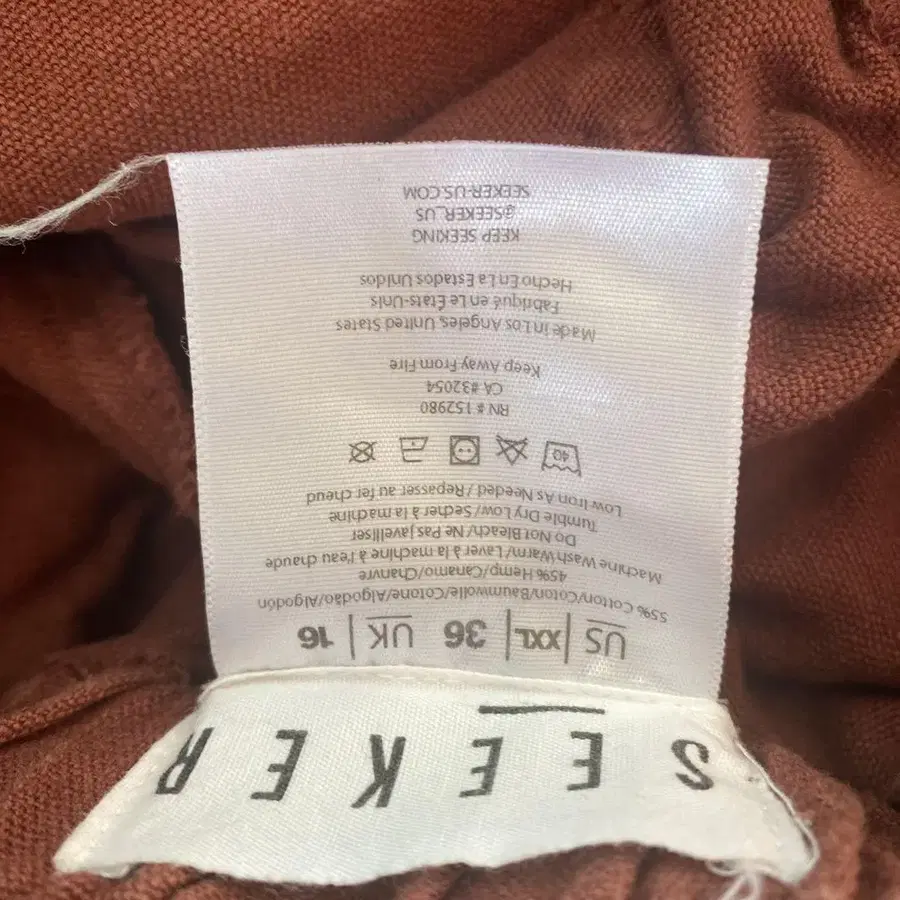 SEEKER
US | XXL | 36 UK | 16
55% Cotton/Coton/Baumwolle/Cotone/Algodão/Algodón
45% Hemp/Canamo/Chanvre
Machine Wash Warm/ Laver à la machine à l'eau chaude
Do Not Bleach/ Ne Pas javelliser
Tumble Dry Low/ Secher à la machine
Low Iron As Needed / Repasser au fer chaud
40
RN # 152980
CA #32054
Keep Away From Fire
Made in Los Angeles, United States
Fabriqué en Le États-Unis
Hecho En La Estados Unidos
KEEP SEEKING
@SEEKER_US
SEEKER-US.COM